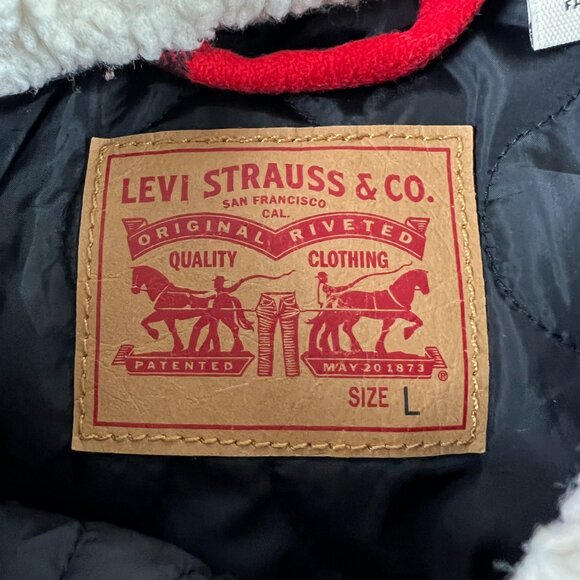 LEVI STRAUSS & CO.
SAN FRANCISCO
CAL.
ORIGINAL RIVETED
QUALITY CLOTHING
PATENTED MAY 20 1873 ®
SIZE L